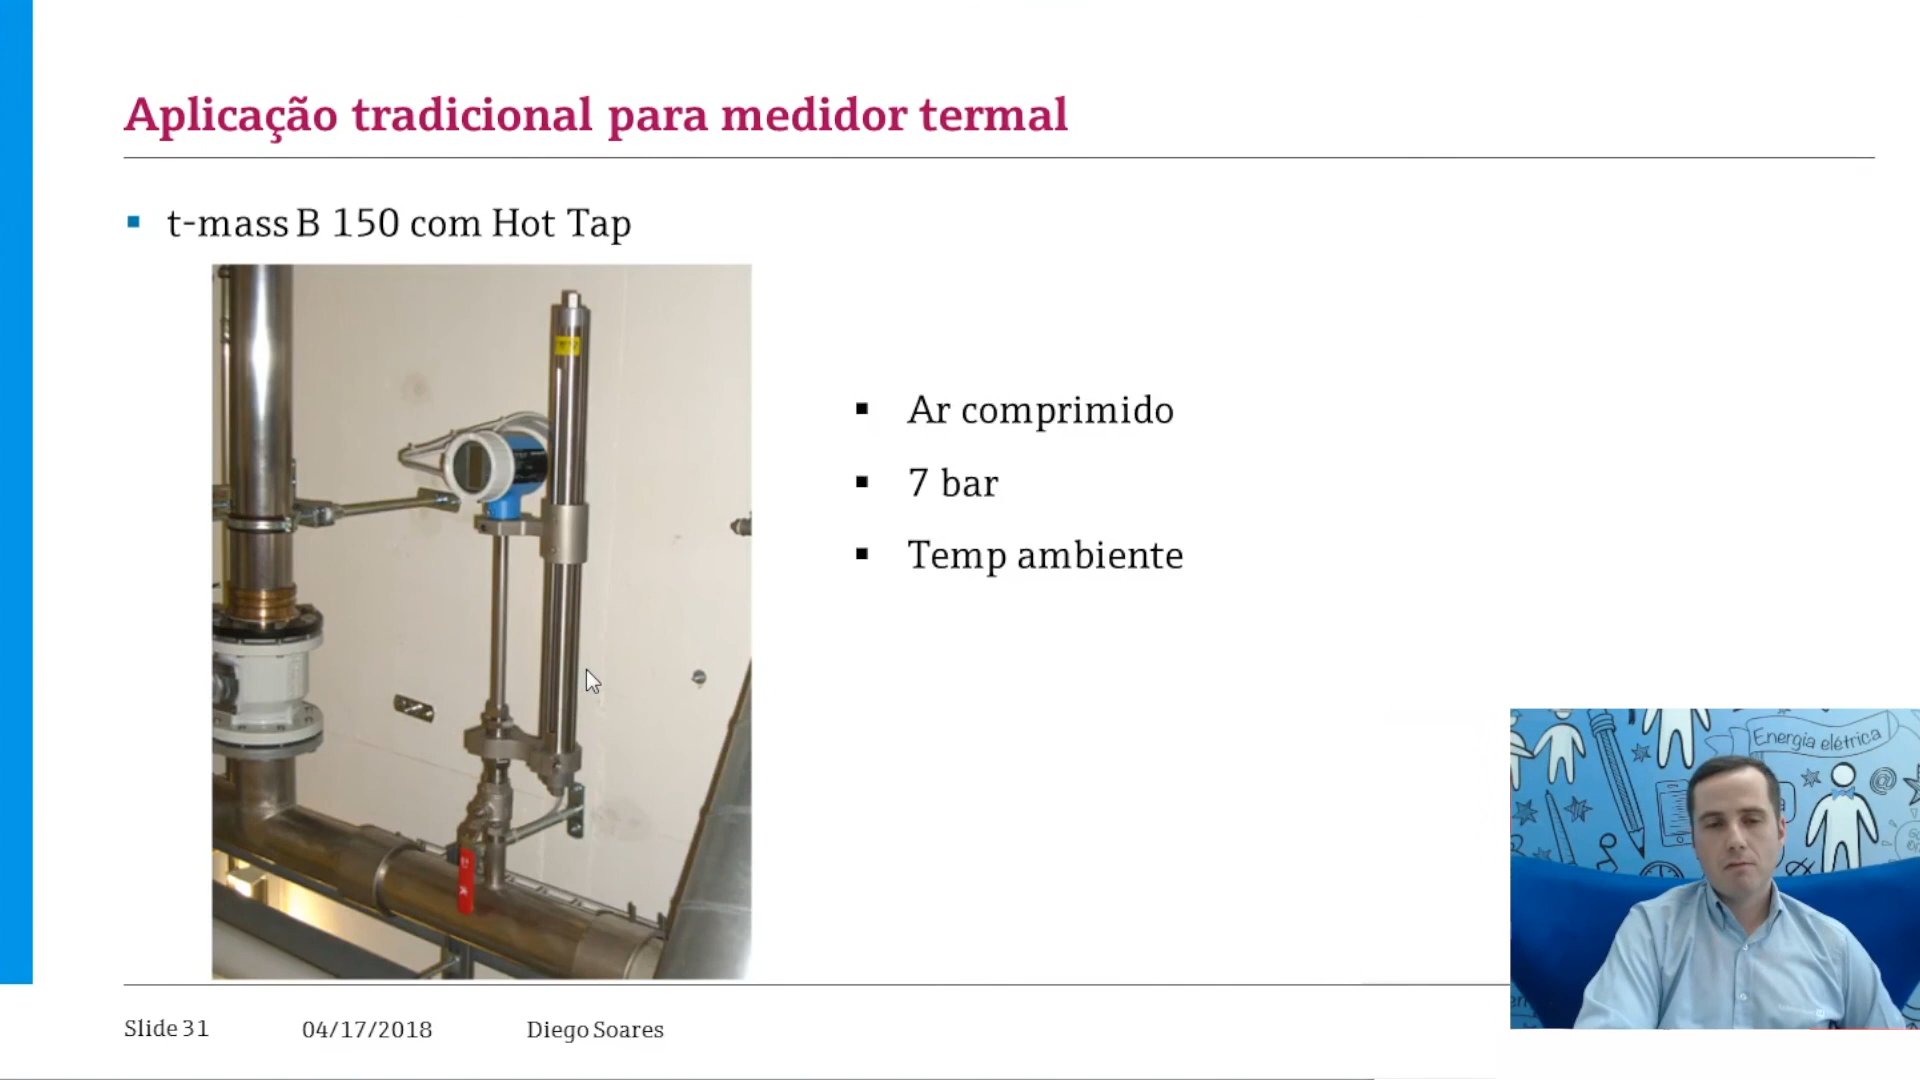 Aplicação tradicional para medidor termal
t-mass B 150 com Hot Tap
Ar comprimido
7 bar
Temp ambiente
Energia elétrica
Slide 31
04/17/2018
Diego Soares